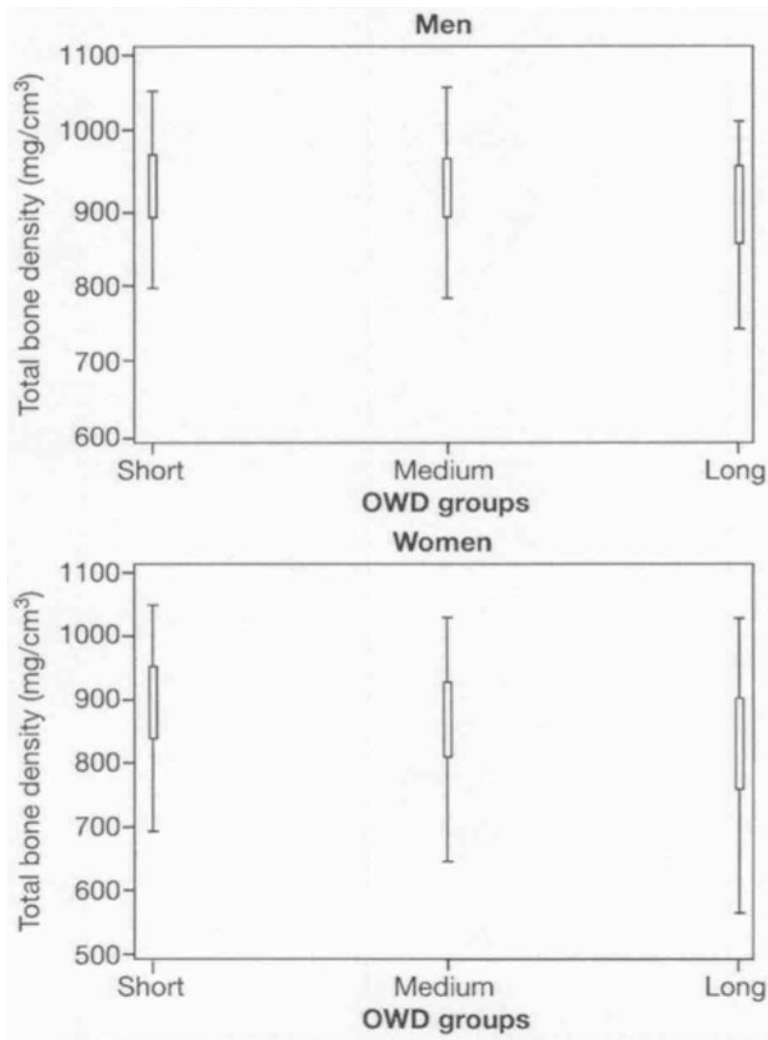 Men
Total bone density (mg/cm³)
1100
1000
900
800
700
600
Short Medium Long
OWD groups
Women
Total bone density (mg/cm³)
1100
1000
900
800
700
600
500
Short Medium Long
OWD groups